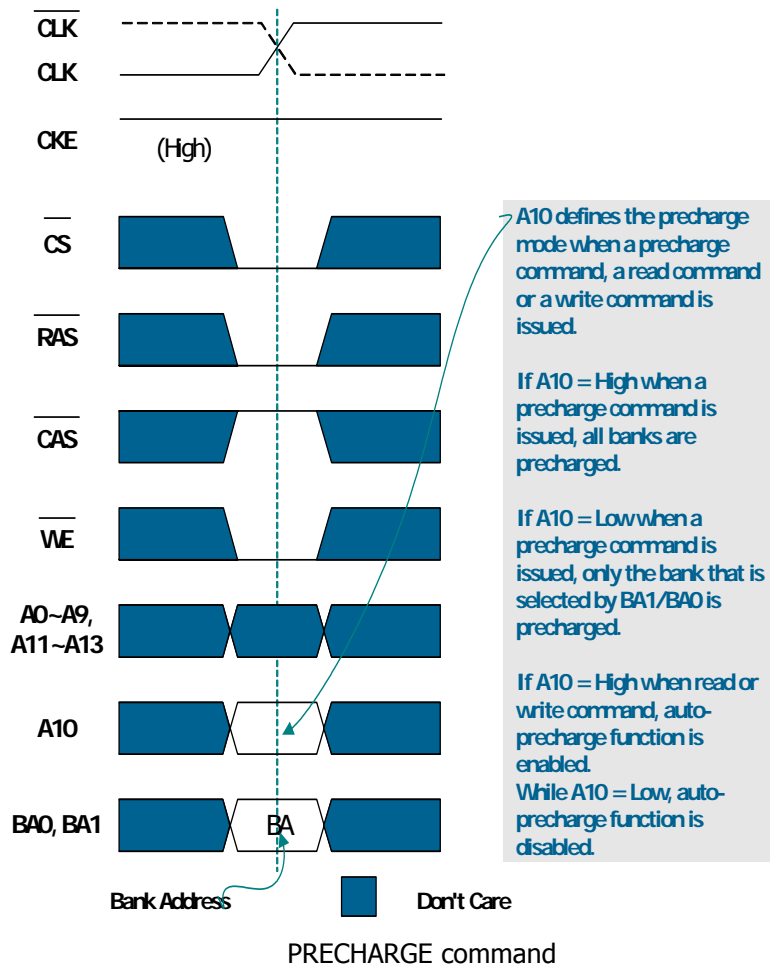 CLK
CLK
CKE
(High)
CS
RAS
CAS
WE
A0~A9,
A11~A13
A10
BA0, BA1
BA
Bank Address
Don't Care
A10 defines the precharge
mode when a precharge
command, a read command
or a write command is
issued.
If A10 = High when a
precharge command is
issued, all banks are
precharged.
If A10 = Low when a
precharge command is
issued, only the bank that is
selected by BA1/BA0 is
precharged.
If A10 = High when read or
write command, auto-
precharge function is
enabled.
While A10 = Low, auto-
precharge function is
disabled.
PRECHARGE command